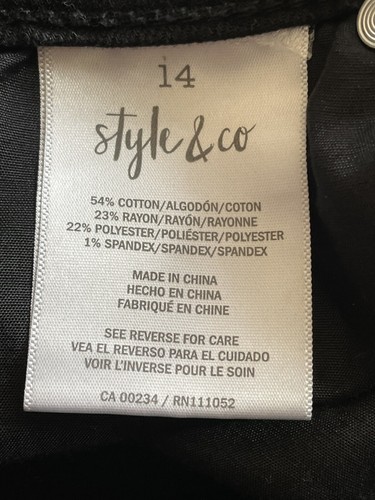 14
style & co
54% COTTON/ALGODÓN/COTON
23% RAYON/RAYÓN/RAYONNE
22% POLYESTER/POLIÉSTER/POLYESTER
1% SPANDEX/SPANDEX/SPANDEX
MADE IN CHINA
HECHO EN CHINA
FABRIQUÉ EN CHINE
SEE REVERSE FOR CARE
VEA EL REVERSO PARA EL CUIDADO
VOIR L'INVERSE POUR LE SOIN
CA 00234 / RN111052